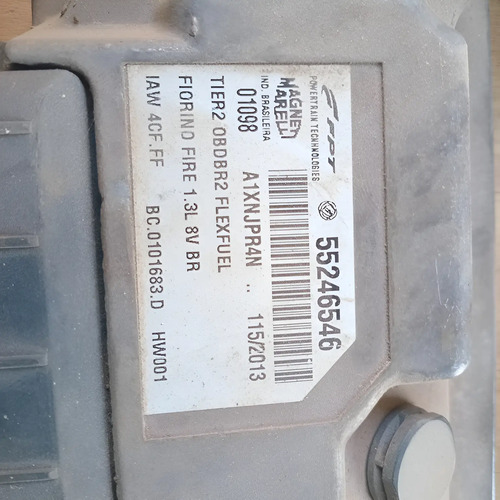 FPT
POWERTRAIN TECHNOLOGIES
55246546
MAGNETI
MARELLI
IND. BRASILEIRA
01098
A1XNJPR4N .. 115/2013
TIER2 OBDBR2 FLEXFUEL
FIORINO FIRE 1.3L 8V BR
IAW 4CF.FF BC.0101683.D HW001